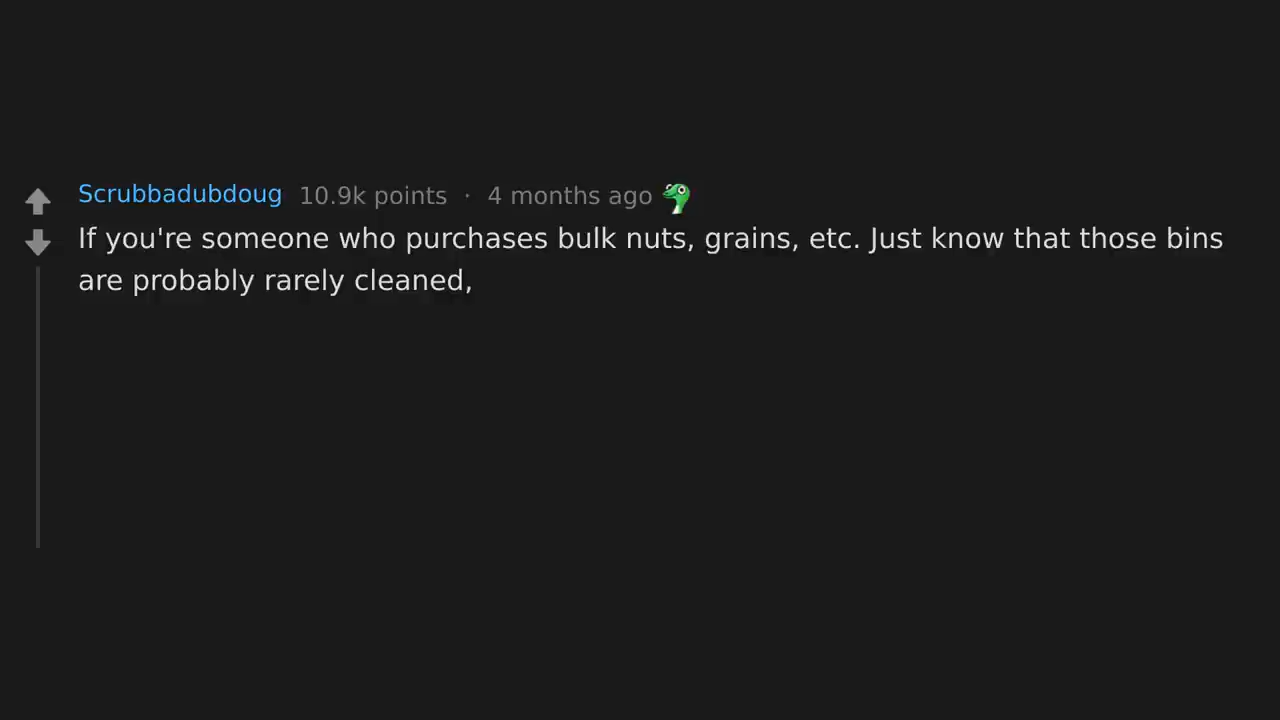 Scrubbadubdoug 10.9k points · 4 months ago
If you're someone who purchases bulk nuts, grains, etc. Just know that those bins
are probably rarely cleaned,